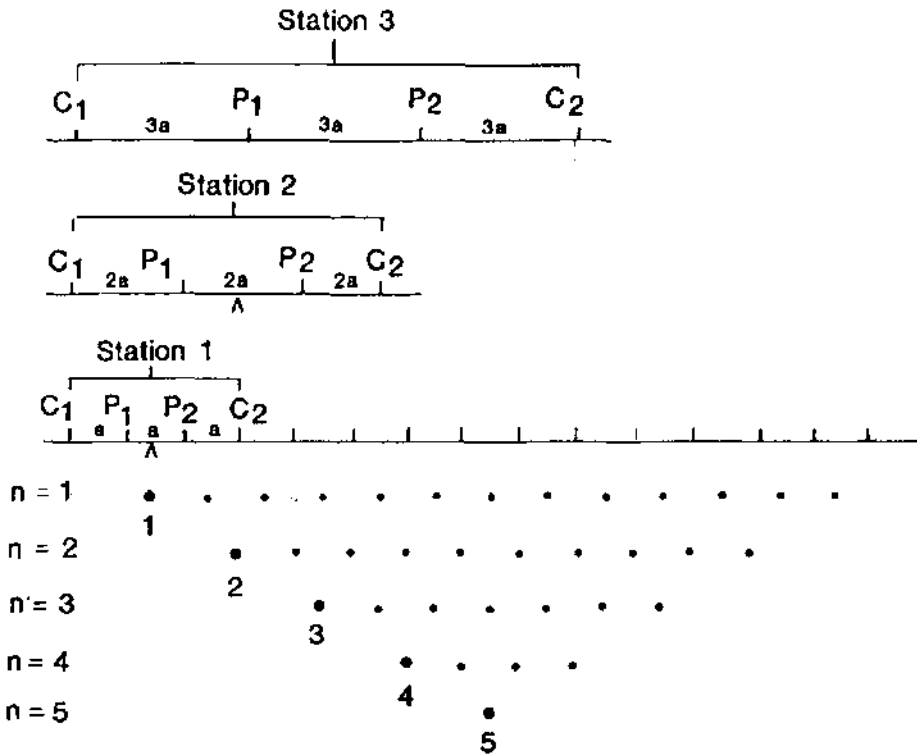 Station 3
C1 P1 P2 C2
3a 3a 3a
Station 2
C1 P1 P2 C2
2a 2a 2a
Station 1
C1 P1 P2 C2
a a a
n = 1
1
n = 2
2
n = 3
3
n = 4
4
n = 5
5